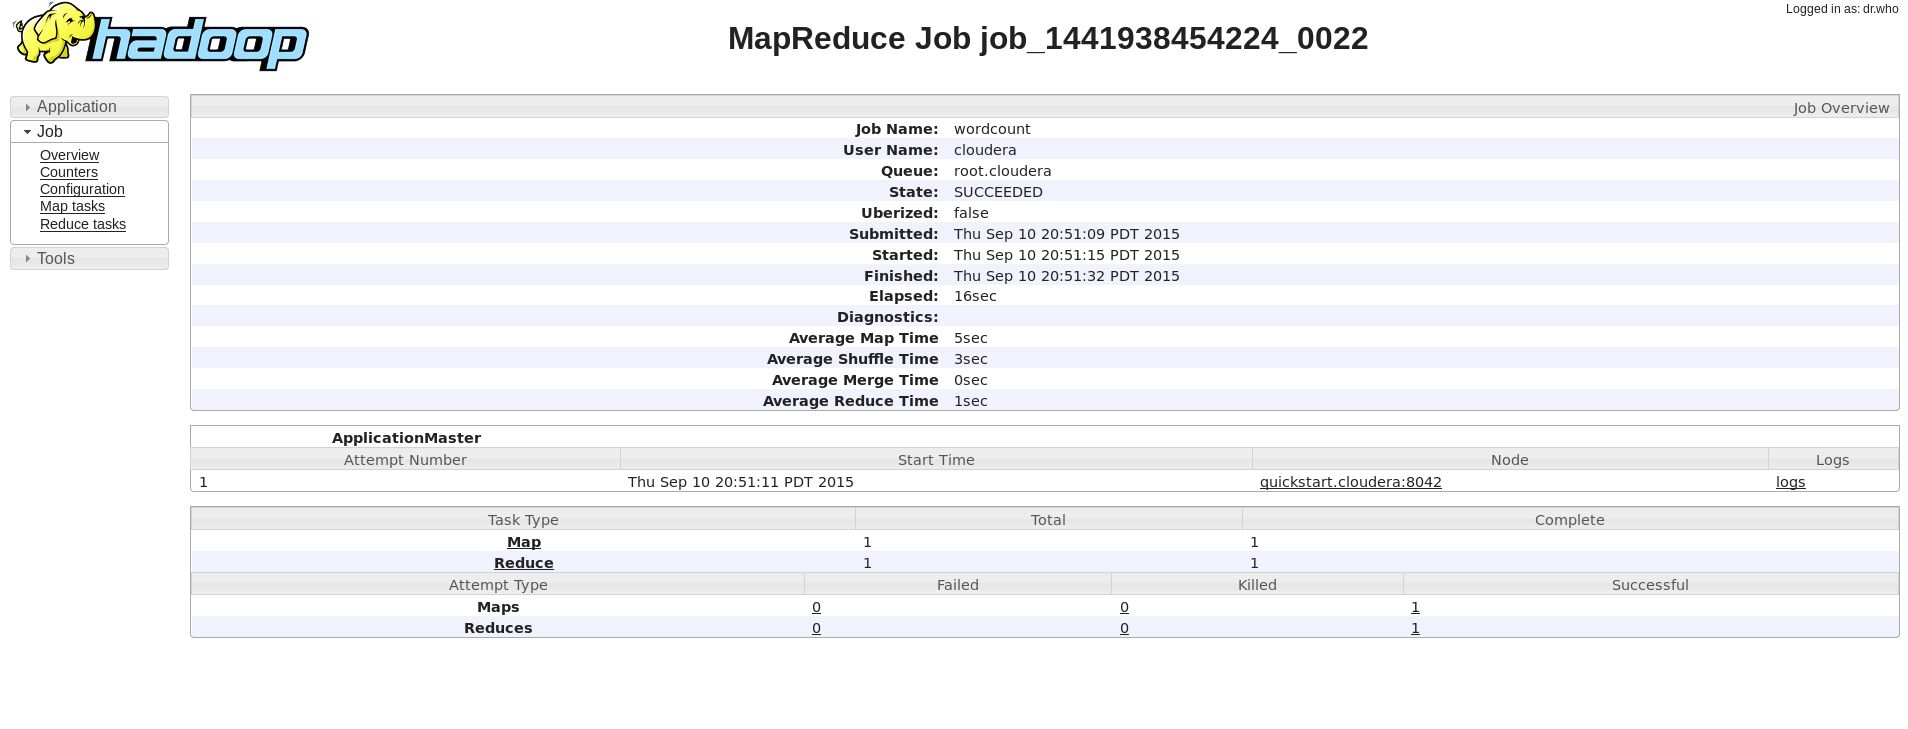 Logged in as: dr.who
hadoop
MapReduce Job job_1441938454224_0022
Application
Job
Overview
Counters
Configuration
Map tasks
Reduce tasks
Tools
Job Overview
Job Name: wordcount
User Name: cloudera
Queue: root.cloudera
State: SUCCEEDED
Uberized: false
Submitted: Thu Sep 10 20:51:09 PDT 2015
Started: Thu Sep 10 20:51:15 PDT 2015
Finished: Thu Sep 10 20:51:32 PDT 2015
Elapsed: 16sec
Diagnostics:
Average Map Time 5sec
Average Shuffle Time 3sec
Average Merge Time 0sec
Average Reduce Time 1sec
ApplicationMaster
Attempt Number Start Time Node Logs
1 Thu Sep 10 20:51:11 PDT 2015 quickstart.cloudera:8042 logs
Task Type Total Complete
Map 1 1
Reduce 1 1
Attempt Type Failed Killed Successful
Maps 0 0 1
Reduces 0 0 1